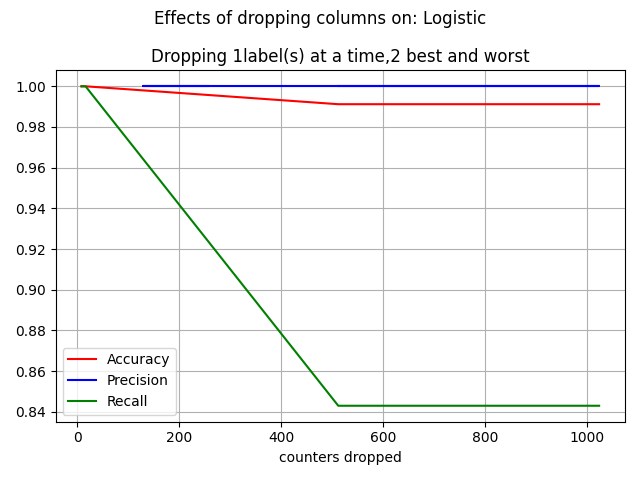 Effects of dropping columns on: Logistic
Dropping 1label(s) at a time,2 best and worst
1.00
0.98
0.96
0.94
0.92
0.90
0.88
0.86
0.84
Accuracy
Precision
Recall
0 200 400 600 800 1000
counters dropped